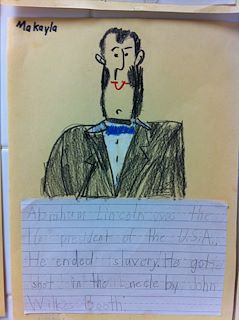 Makayla
Abraham Lincoln was the
16 president of the U.S.A.
He ended slavery. He got
shot in the necle by John
Wilkes Booth.